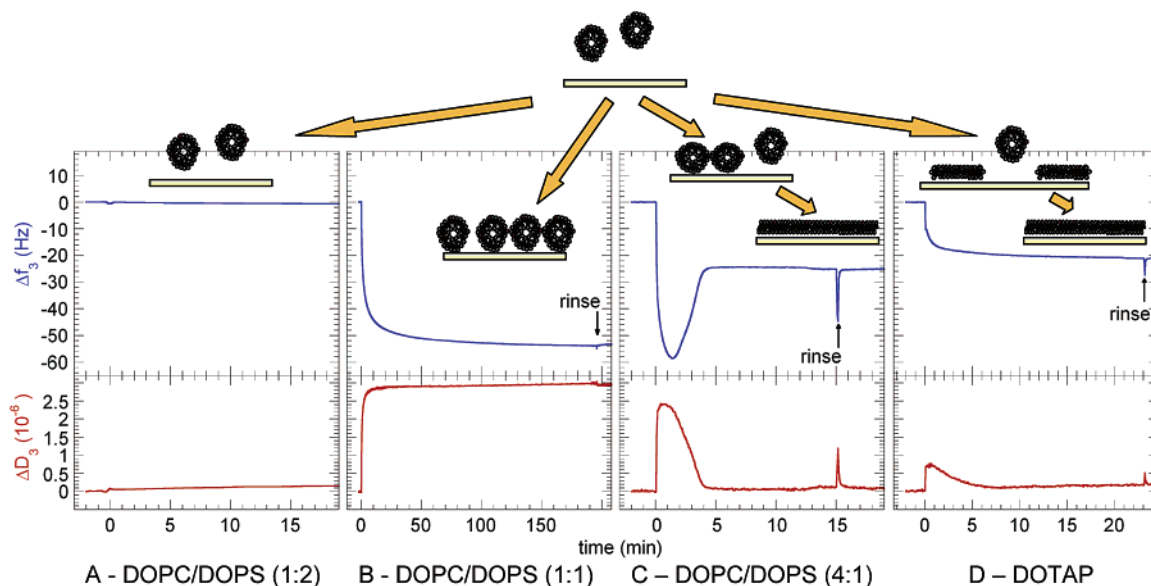 10
0
-10
-20
-30
-40
-50
-60
Δf₃ (Hz)
rinse
rinse
rinse
2.5
2
1.5
1
0.5
0
ΔD₃ (10⁻⁶)
0 5 10 15
0 50 100 150
0 5 10 15
0 5 10 15 20
time (min)
A - DOPC/DOPS (1:2)
B - DOPC/DOPS (1:1)
C – DOPC/DOPS (4:1)
D – DOTAP